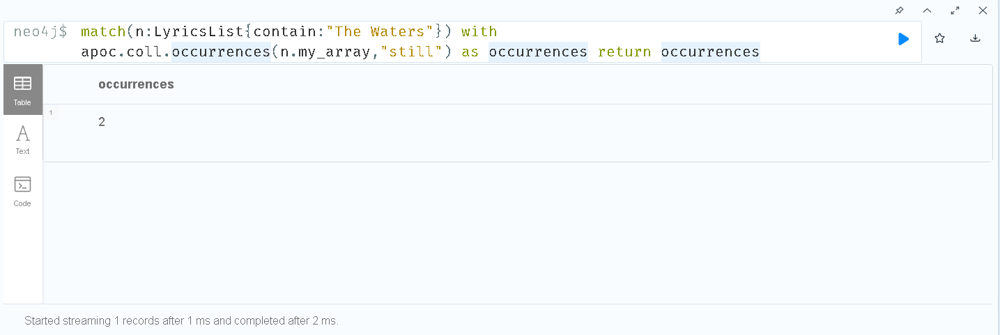 neo4j$ match(n:LyricsList{contain:"The Waters"}) with
apoc.coll.occurrences(n.my_array,"still") as occurrences return occurrences
occurrences
Table
1
2
A
Text
>_
Code
Started streaming 1 records after 1 ms and completed after 2 ms.